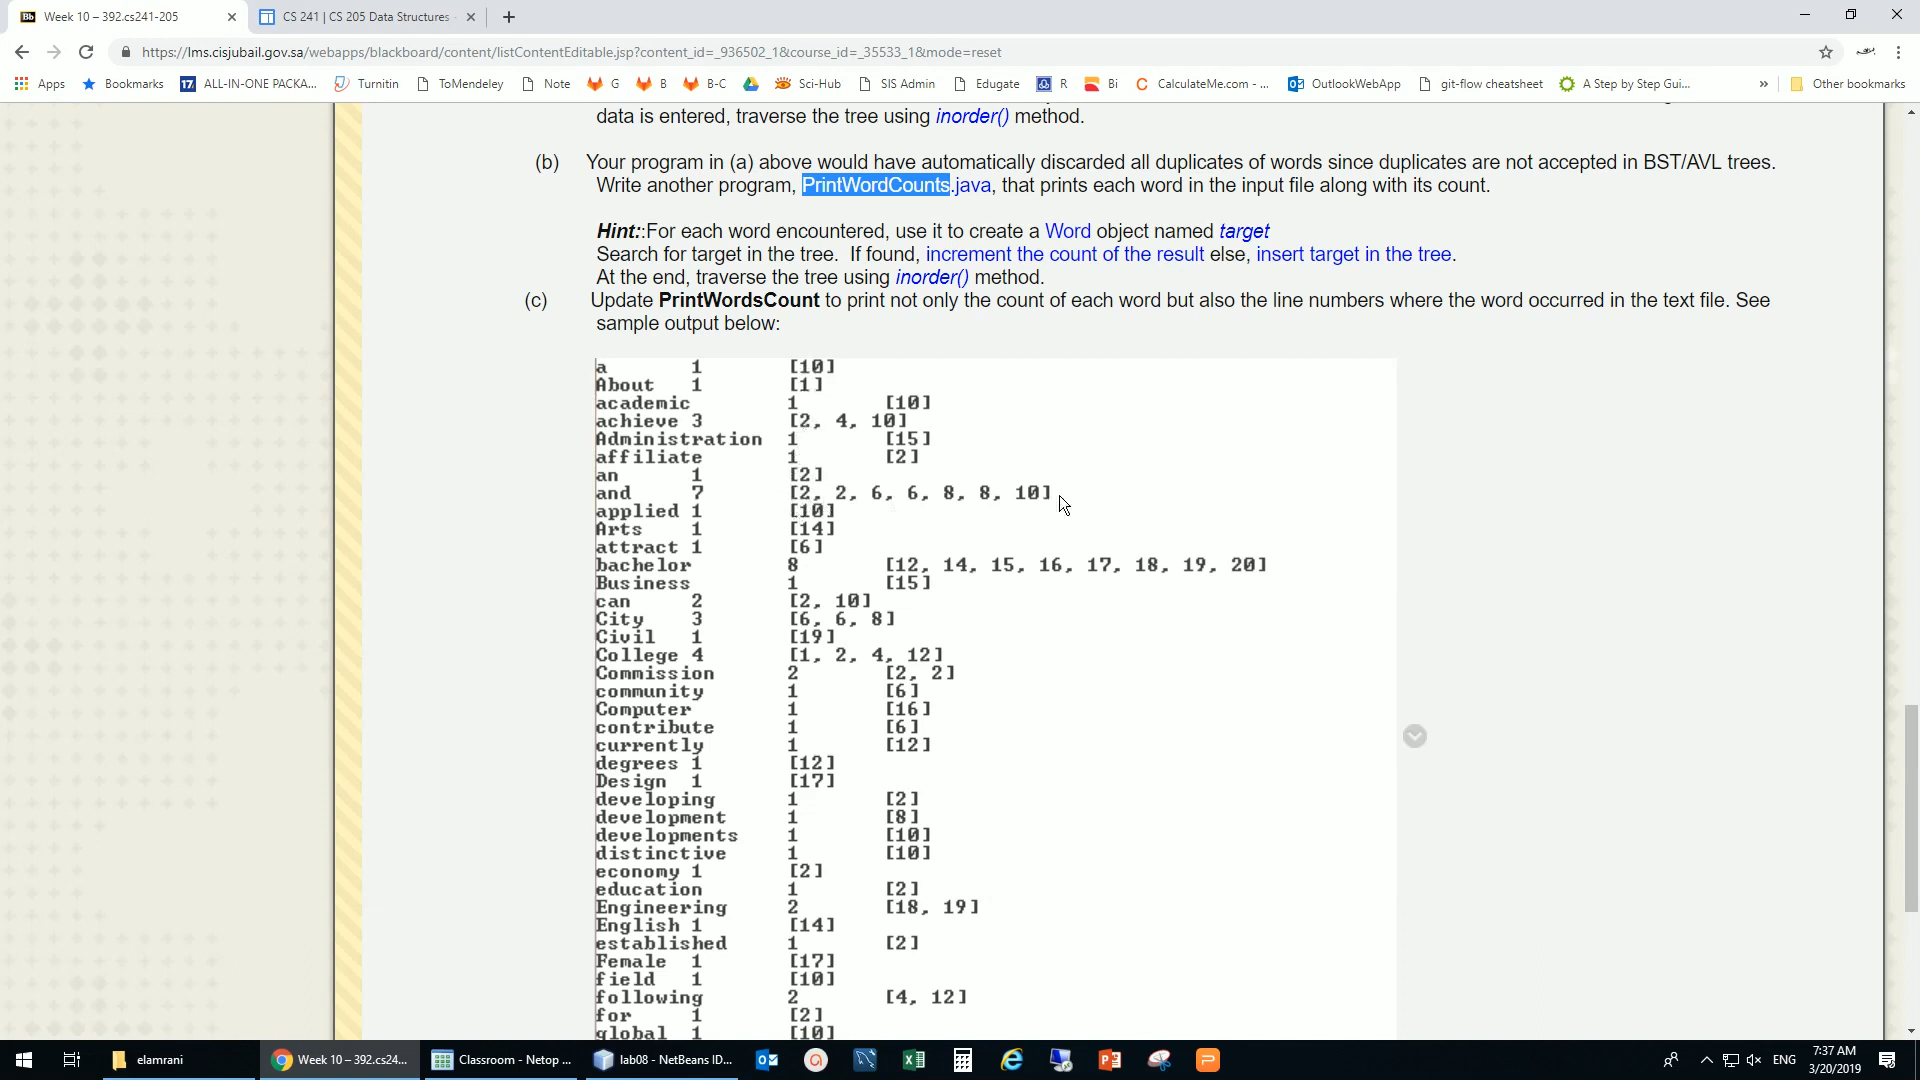 Week 10 – 392.cs241-205
CS 241 | CS 205 Data Structures
https://lms.cisjubail.gov.sa/webapps/blackboard/content/listContentEditable.jsp?content_id=_936502_1&course_id=_35533_1&mode=reset
Apps Bookmarks 17 ALL-IN-ONE PACKA... Turnitin ToMendeley Note G B B-C Sci-Hub SIS Admin Edugate R Bi CalculateMe.com - ... OutlookWebApp git-flow cheatsheet A Step by Step Gui... » Other bookmarks
data is entered, traverse the tree using inorder() method.
(b) Your program in (a) above would have automatically discarded all duplicates of words since duplicates are not accepted in BST/AVL trees.
Write another program, PrintWordCounts.java, that prints each word in the input file along with its count.
Hint::For each word encountered, use it to create a Word object named target
Search for target in the tree. If found, increment the count of the result else, insert target in the tree.
At the end, traverse the tree using inorder() method.
(c) Update PrintWordsCount to print not only the count of each word but also the line numbers where the word occurred in the text file. See
sample output below:
a 1 [10]
About 1 [1]
academic 1 [10]
achieve 3 [2, 4, 10]
Administration 1 [15]
affiliate 1 [2]
an 1 [2]
and 7 [2, 2, 6, 6, 8, 8, 10]
applied 1 [10]
Arts 1 [14]
attract 1 [6]
bachelor 8 [12, 14, 15, 16, 17, 18, 19, 20]
Business 1 [15]
can 2 [2, 10]
City 3 [6, 6, 8]
Civil 1 [19]
College 4 [1, 2, 4, 12]
Commission 2 [2, 2]
community 1 [6]
Computer 1 [16]
contribute 1 [6]
currently 1 [12]
degrees 1 [12]
Design 1 [17]
developing 1 [2]
development 1 [8]
developments 1 [10]
distinctive 1 [10]
economy 1 [2]
education 1 [2]
Engineering 2 [18, 19]
English 1 [14]
established 1 [2]
Female 1 [17]
field 1 [10]
following 2 [4, 12]
for 1 [2]
global 1 [10]
elamrani Week 10 – 392.cs24... Classroom - Netop ... lab08 - NetBeans ID... ENG 7:37 AM
3/20/2019